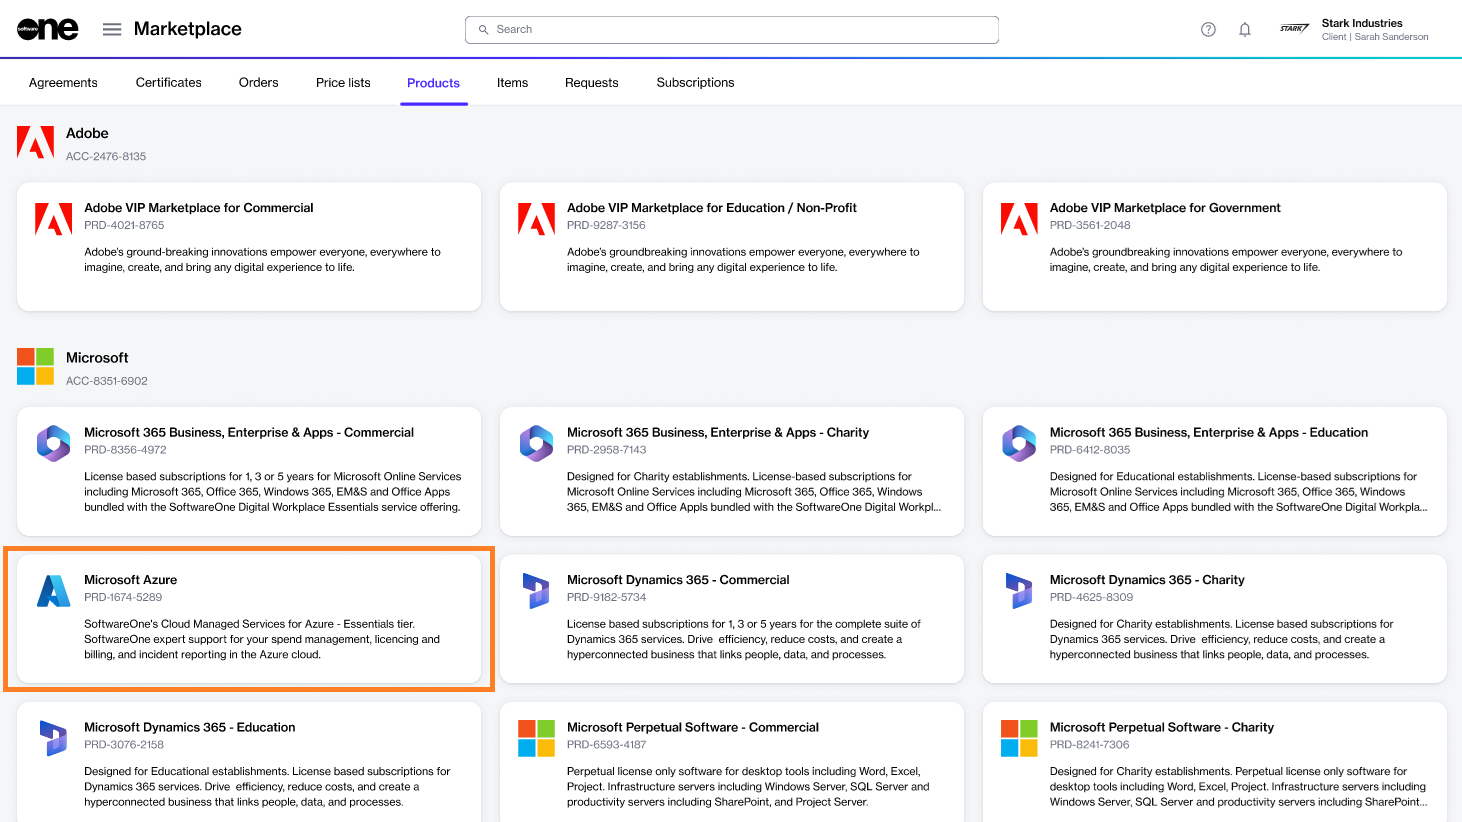 software one
Marketplace
Search
STARK
Stark Industries
Client | Sarah Sanderson
Agreements
Certificates
Orders
Price lists
Products
Items
Requests
Subscriptions
Adobe
ACC-2476-8135
Adobe VIP Marketplace for Commercial
PRD-4021-8765
Adobe's ground-breaking innovations empower everyone, everywhere to
imagine, create, and bring any digital experience to life.
Adobe VIP Marketplace for Education / Non-Profit
PRD-9287-3156
Adobe's groundbreaking innovations empower everyone, everywhere to
imagine, create, and bring any digital experience to life.
Adobe VIP Marketplace for Government
PRD-3561-2048
Adobe's groundbreaking innovations empower everyone, everywhere to
imagine, create, and bring any digital experience to life.
Microsoft
ACC-8351-6902
Microsoft 365 Business, Enterprise & Apps - Commercial
PRD-8356-4972
License based subscriptions for 1, 3 or 5 years for Microsoft Online Services
including Microsoft 365, Office 365, Windows 365, EM&S and Office Apps
bundled with the SoftwareOne Digital Workplace Essentials service offering.
Microsoft 365 Business, Enterprise & Apps - Charity
PRD-2958-7143
Designed for Charity establishments. License-based subscriptions for
Microsoft Online Services including Microsoft 365, Office 365, Windows
365, EM&S and Office Appls bundled with the SoftwareOne Digital Workpl...
Microsoft 365 Business, Enterprise & Apps - Education
PRD-6412-8035
Designed for Educational establishments. License-based subscriptions for
Microsoft Online Services including Microsoft 365, Office 365, Windows
365, EM&S and Office Apps bundled with the SoftwareOne Digital Workpla...
Microsoft Azure
PRD-1674-5289
SoftwareOne's Cloud Managed Services for Azure - Essentials tier.
SoftwareOne expert support for your spend management, licencing and
billing, and incident reporting in the Azure cloud.
Microsoft Dynamics 365 - Commercial
PRD-9182-5734
License based subscriptions for 1, 3 or 5 years for the complete suite of
Dynamics 365 services. Drive  efficiency, reduce costs, and create a
hyperconnected business that links people, data, and processes.
Microsoft Dynamics 365 - Charity
PRD-4625-8309
Designed for Charity establishments. License based subscriptions for
Dynamics 365 services. Drive  efficiency, reduce costs, and create a
hyperconnected business that links people, data, and processes.
Microsoft Dynamics 365 - Education
PRD-3076-2158
Designed for Educational establishments. License based subscriptions for
Dynamics 365 services. Drive  efficiency, reduce costs, and create a
hyperconnected business that links people, data, and processes.
Microsoft Perpetual Software - Commercial
PRD-6593-4187
Perpetual license only software for desktop tools including Word, Excel,
Project. Infrastructure servers including Windows Server, SQL Server and
productivity servers including SharePoint, and Project Server.
Microsoft Perpetual Software - Charity
PRD-8241-7306
Designed for Charity establishments. Perpetual license only software for
desktop tools including Word, Excel, Project. Infrastructure servers including
Windows Server, SQL Server and productivity servers including SharePoint...